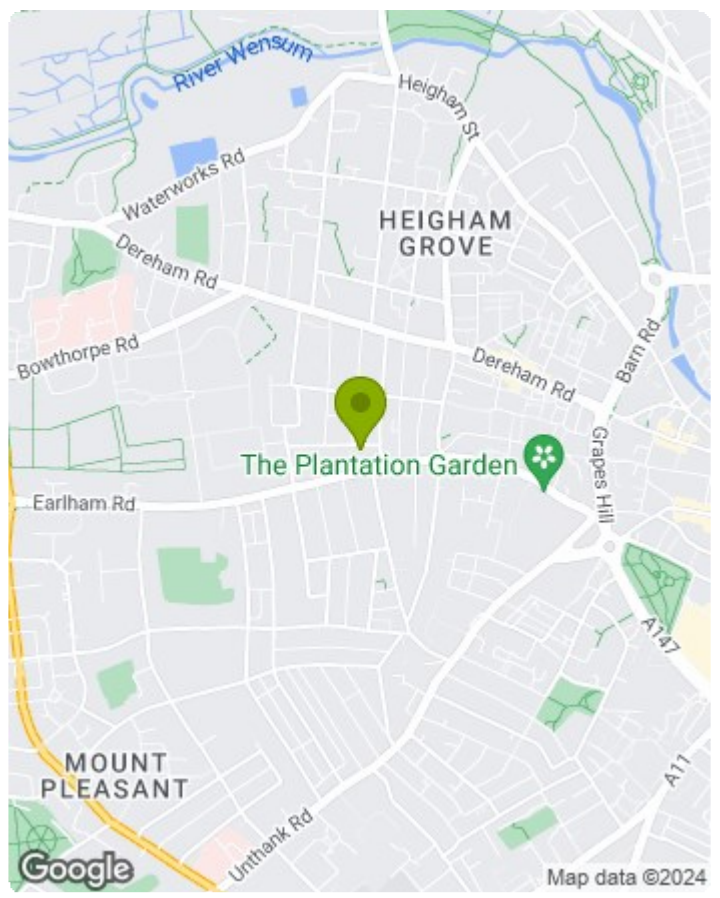 River Wensum
Heigham St
Waterworks Rd
HEIGHAM
GROVE
Dereham Rd
Barn Rd
Bowthorpe Rd
Dereham Rd
The Plantation Garden
Grapes Hill
Earlham Rd
A147
MOUNT
PLEASANT
A11
Unthank Rd
Google
Map data ©2024